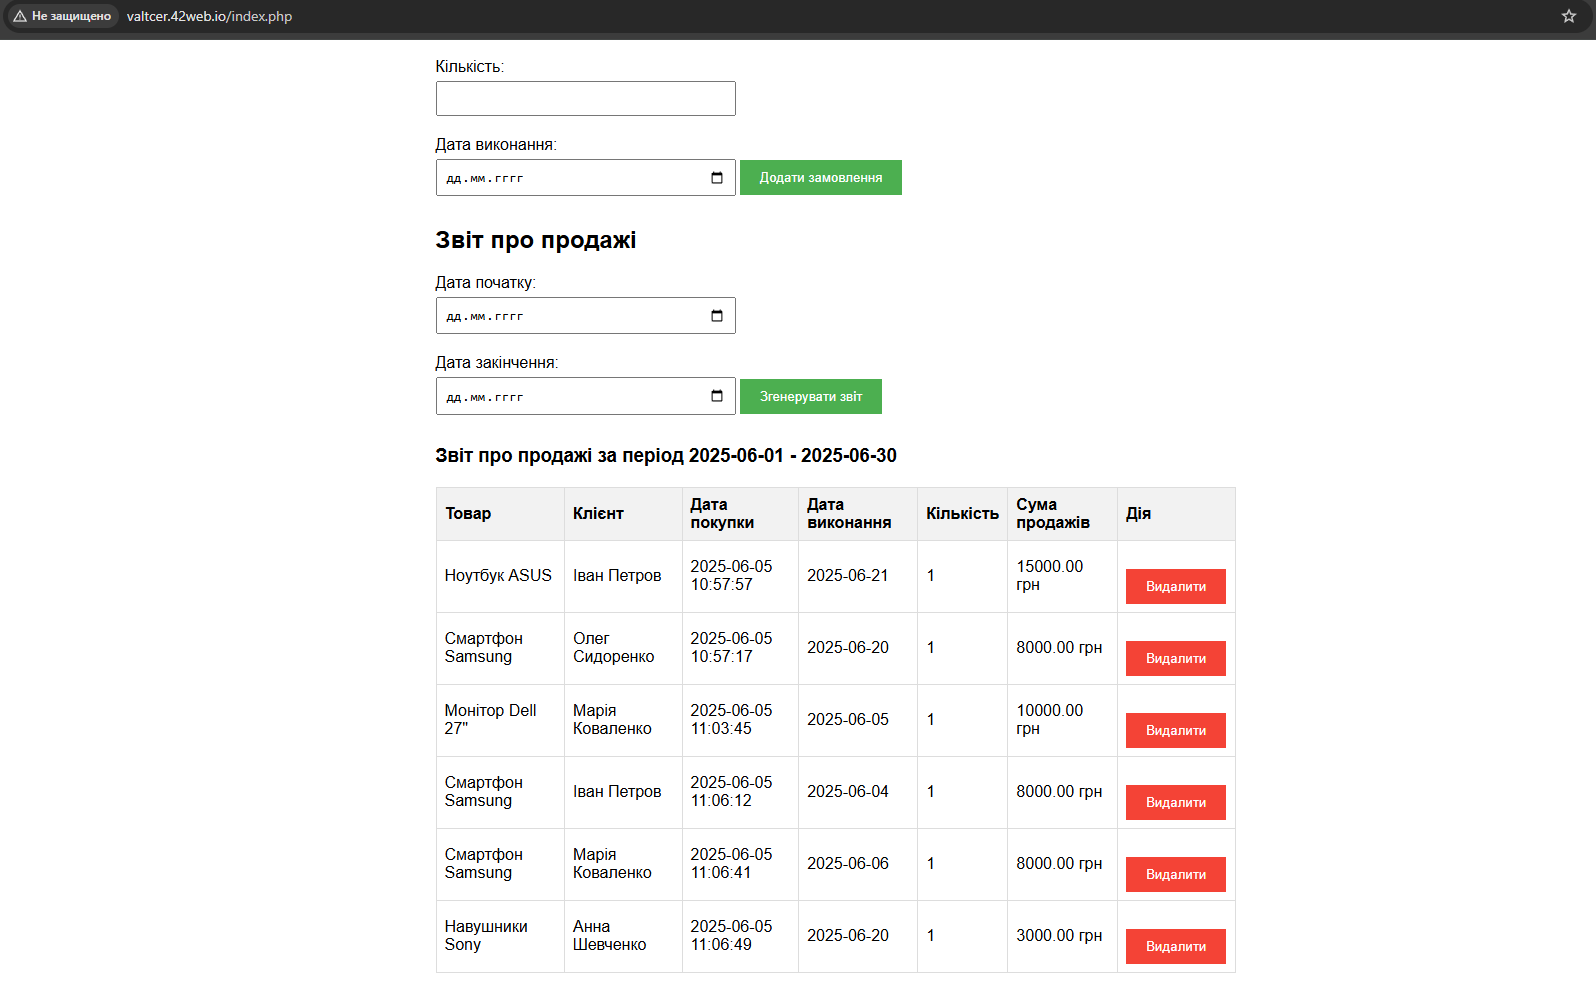 Не защищено valtcer.42web.io/index.php
Кількість:
Дата виконання:
дд.мм.гггг Додати замовлення
Звіт про продажі
Дата початку:
дд.мм.гггг
Дата закінчення:
дд.мм.гггг Згенерувати звіт
Звіт про продажі за період 2025-06-01 - 2025-06-30
Товар Клієнт Дата покупки Дата виконання Кількість Сума продажів Дія
Ноутбук ASUS Іван Петров 2025-06-05 10:57:57 2025-06-21 1 15000.00 грн Видалити
Смартфон Samsung Олег Сидоренко 2025-06-05 10:57:17 2025-06-20 1 8000.00 грн Видалити
Монітор Dell 27" Марія Коваленко 2025-06-05 11:03:45 2025-06-05 1 10000.00 грн Видалити
Смартфон Samsung Іван Петров 2025-06-05 11:06:12 2025-06-04 1 8000.00 грн Видалити
Смартфон Samsung Марія Коваленко 2025-06-05 11:06:41 2025-06-06 1 8000.00 грн Видалити
Навушники Sony Анна Шевченко 2025-06-05 11:06:49 2025-06-20 1 3000.00 грн Видалити